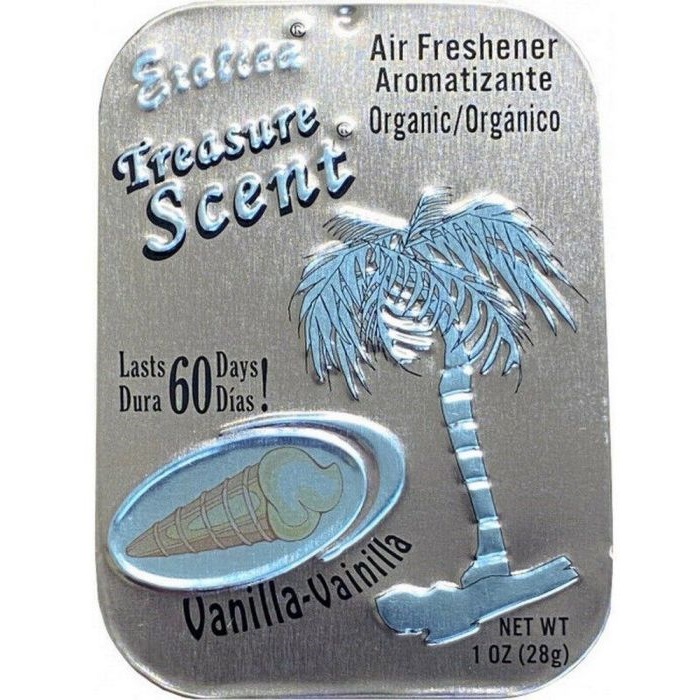 Exotica®
Treasure
Scent®
Air Freshener
Aromatizante
Organic/Orgánico
Lasts 60 Days!
Dura 60 Días!
Vanilla-Vainilla
NET WT
1 OZ (28g)